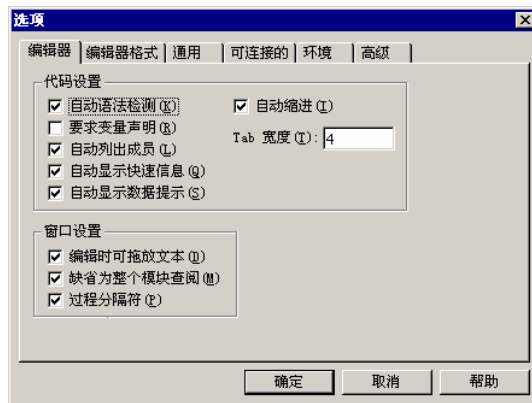 选项
编辑器 编辑器格式 通用 可连接的 环境 高级
代码设置
自动语法检测(K) 自动缩进(I)
要求变量声明(R) Tab 宽度(T): 4
自动列出成员(L)
自动显示快速信息(Q)
自动显示数据提示(S)
窗口设置
编辑时可拖放文本(D)
缺省为整个模块查阅(M)
过程分隔符(P)
确定 取消 帮助